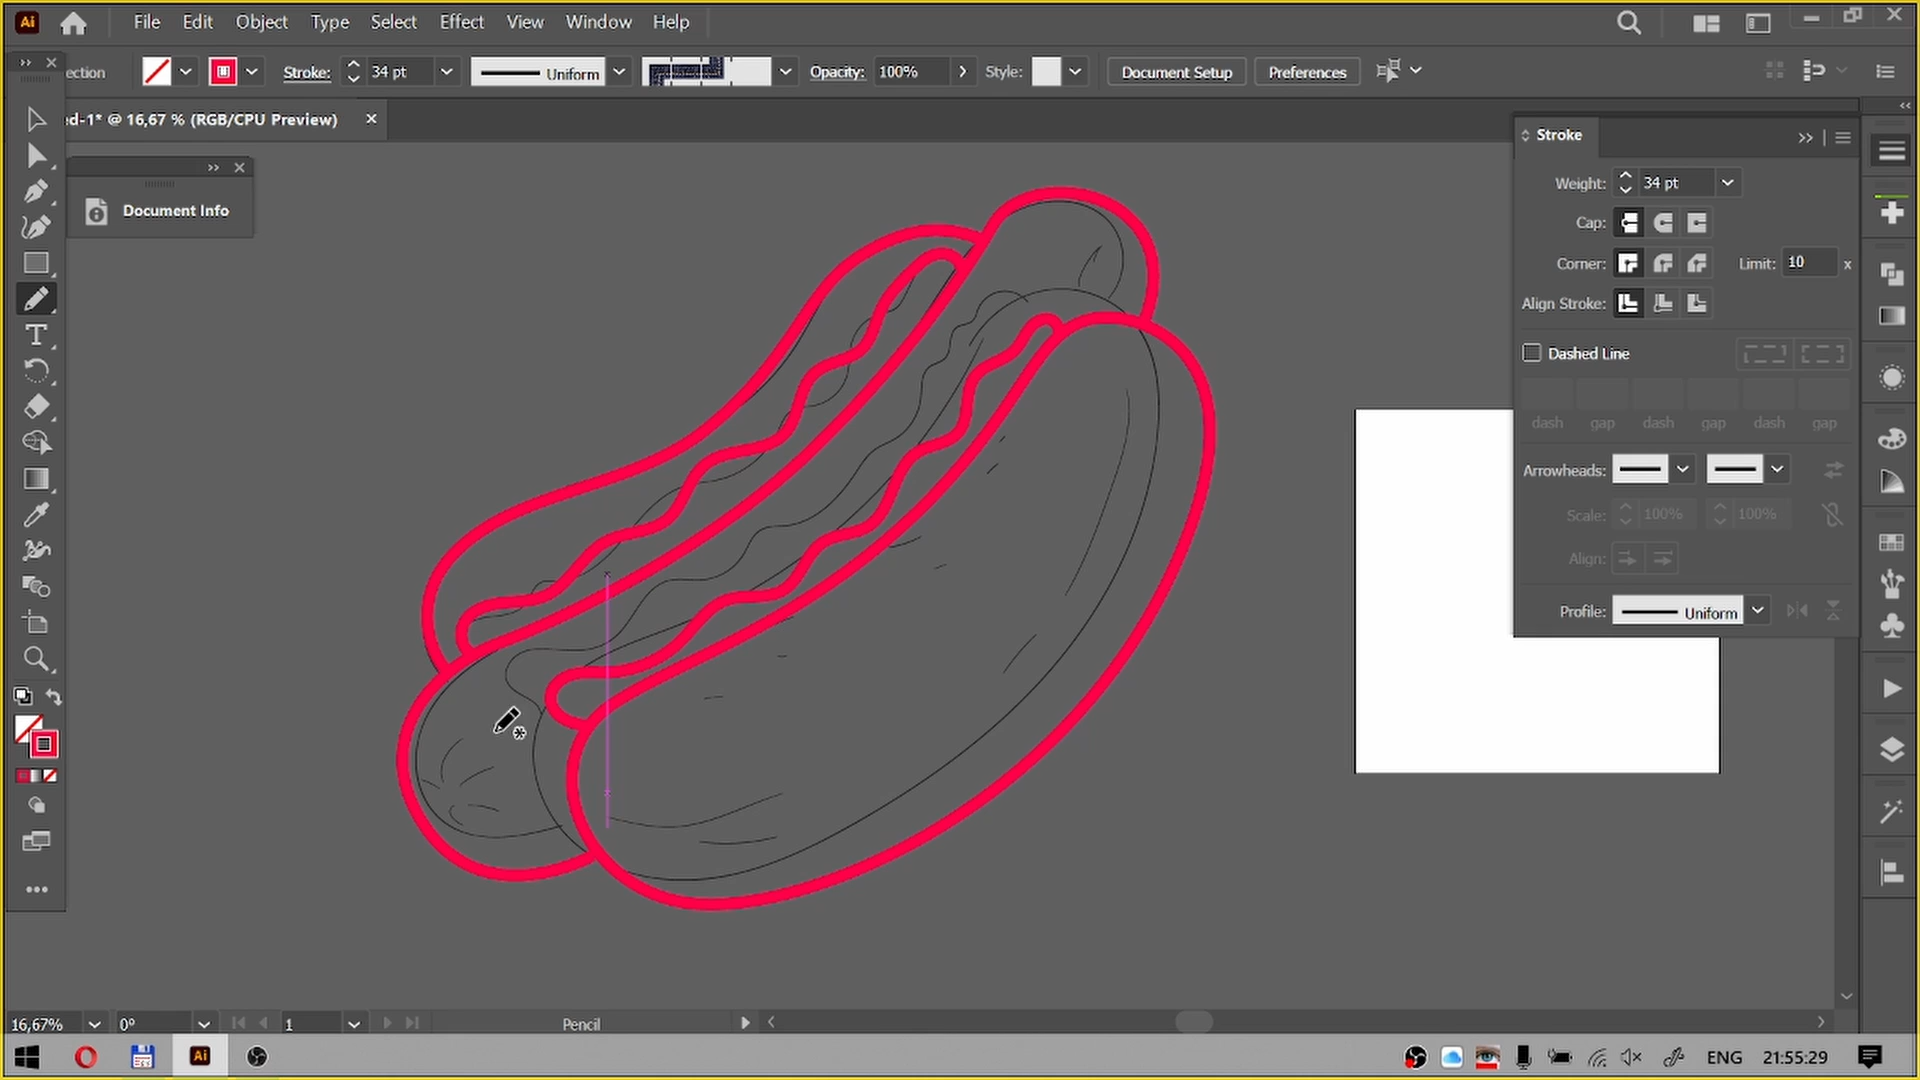 Ai File Edit Object Type Select Effect View Window Help
ection Stroke: 34 pt Uniform Opacity: 100% Style: Document Setup Preferences
ed-1* @ 16,67 % (RGB/CPU Preview)
Document Info
Stroke
Weight: 34 pt
Cap:
Corner: Limit: 10 x
Align Stroke:
Dashed Line
dash gap dash gap dash gap
Arrowheads:
Scale: 100% 100%
Align:
Profile: Uniform
16,67% 0° 1 Pencil
Ai ENG 21:55:29